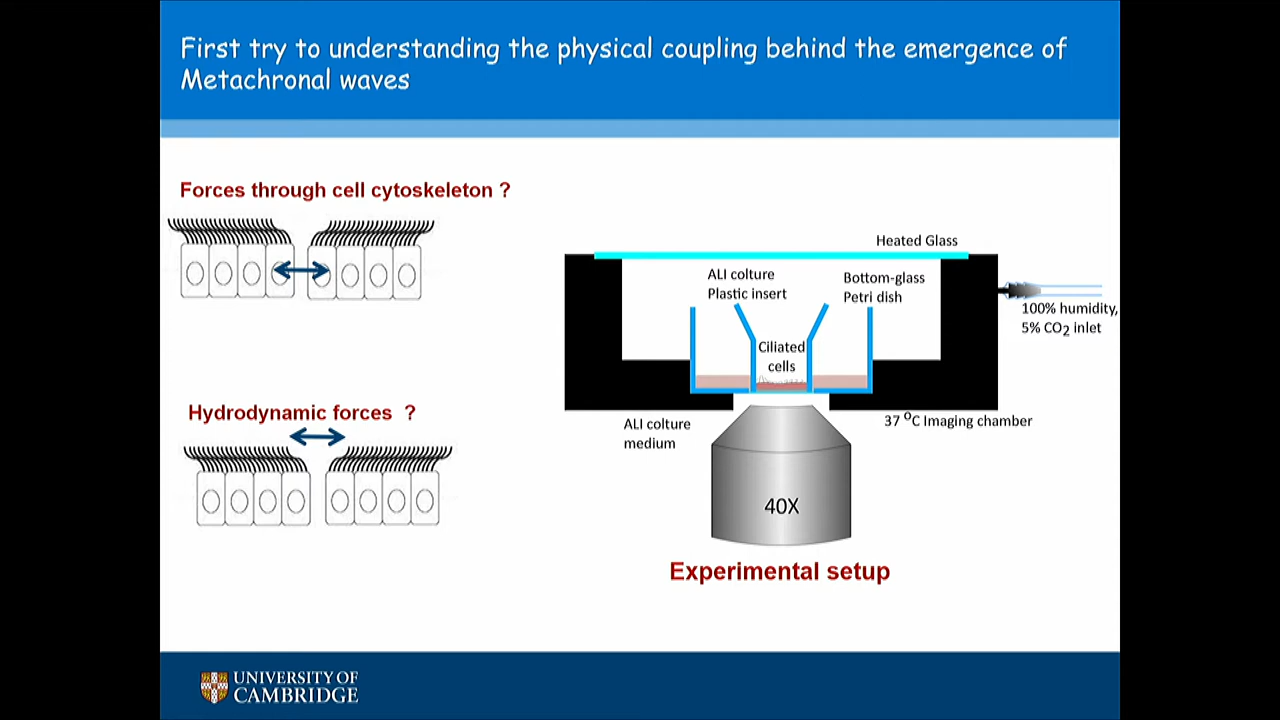 First try to understanding the physical coupling behind the emergence of
Metachronal waves
Forces through cell cytoskeleton ?
Hydrodynamic forces ?
Heated Glass
ALI colture
Plastic insert
Bottom-glass
Petri dish
100% humidity,
5% CO2 inlet
Ciliated
cells
ALI colture
medium
37 °C Imaging chamber
40X
Experimental setup
UNIVERSITY OF
CAMBRIDGE